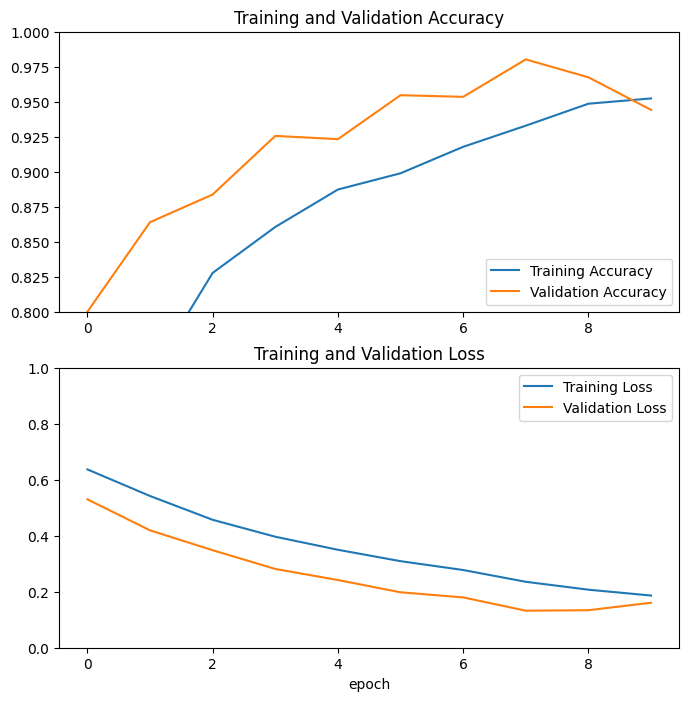 Training and Validation Accuracy
1.000
0.975
0.950
0.925
0.900
0.875
0.850
0.825
0.800
Training Accuracy
Validation Accuracy
0 2 4 6 8
Training and Validation Loss
1.0
0.8
0.6
0.4
0.2
0.0
Training Loss
Validation Loss
0 2 4 6 8
epoch